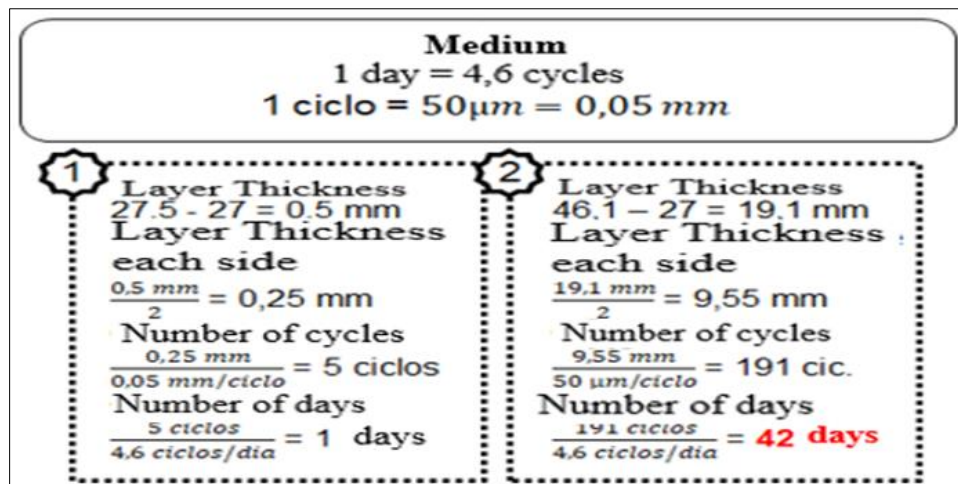 Medium
1 day = 4,6 cycles
1 ciclo = 50μm = 0,05 mm
1
Layer Thickness
27.5 - 27 = 0.5 mm
Layer Thickness
each side
0,5 mm
2
= 0,25 mm
Number of cycles
0,25 mm
0,05 mm/ciclo
= 5 ciclos
Number of days
5 ciclos
4,6 ciclos/dia
= 1 days
2
Layer Thickness
46.1 – 27 = 19.1 mm
Layer Thickness
each side
19,1 mm
2
= 9,55 mm
Number of cycles
9,55 mm
50 μm/ciclo
= 191 cic.
Number of days
191 ciclos
4,6 ciclos/dia
= 42 days